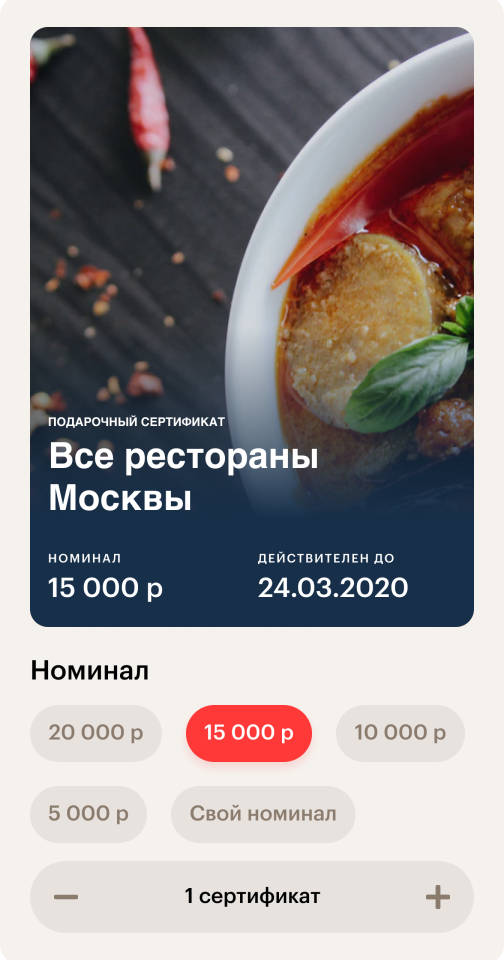 ПОДАРОЧНЫЙ СЕРТИФИКАТ
Все рестораны
Москвы
НОМИНАЛ ДЕЙСТВИТЕЛЕН ДО
15 000 р 24.03.2020
Номинал
20 000 р 15 000 р 10 000 р
5 000 р Свой номинал
1 сертификат